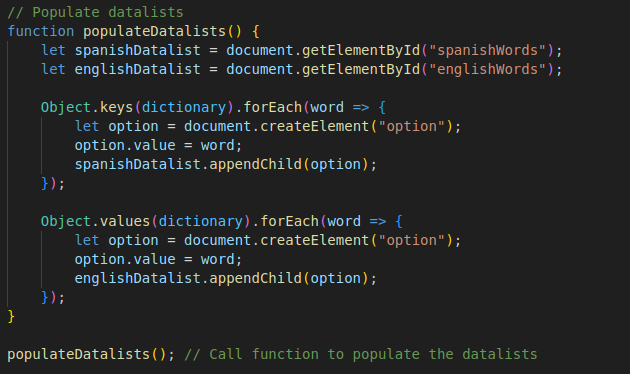 // Populate datalists
function populateDatalists() {
    let spanishDatalist = document.getElementById("spanishWords");
    let englishDatalist = document.getElementById("englishWords");

    Object.keys(dictionary).forEach(word => {
        let option = document.createElement("option");
        option.value = word;
        spanishDatalist.appendChild(option);
    });

    Object.values(dictionary).forEach(word => {
        let option = document.createElement("option");
        option.value = word;
        englishDatalist.appendChild(option);
    });
}

populateDatalists(); // Call function to populate the datalists